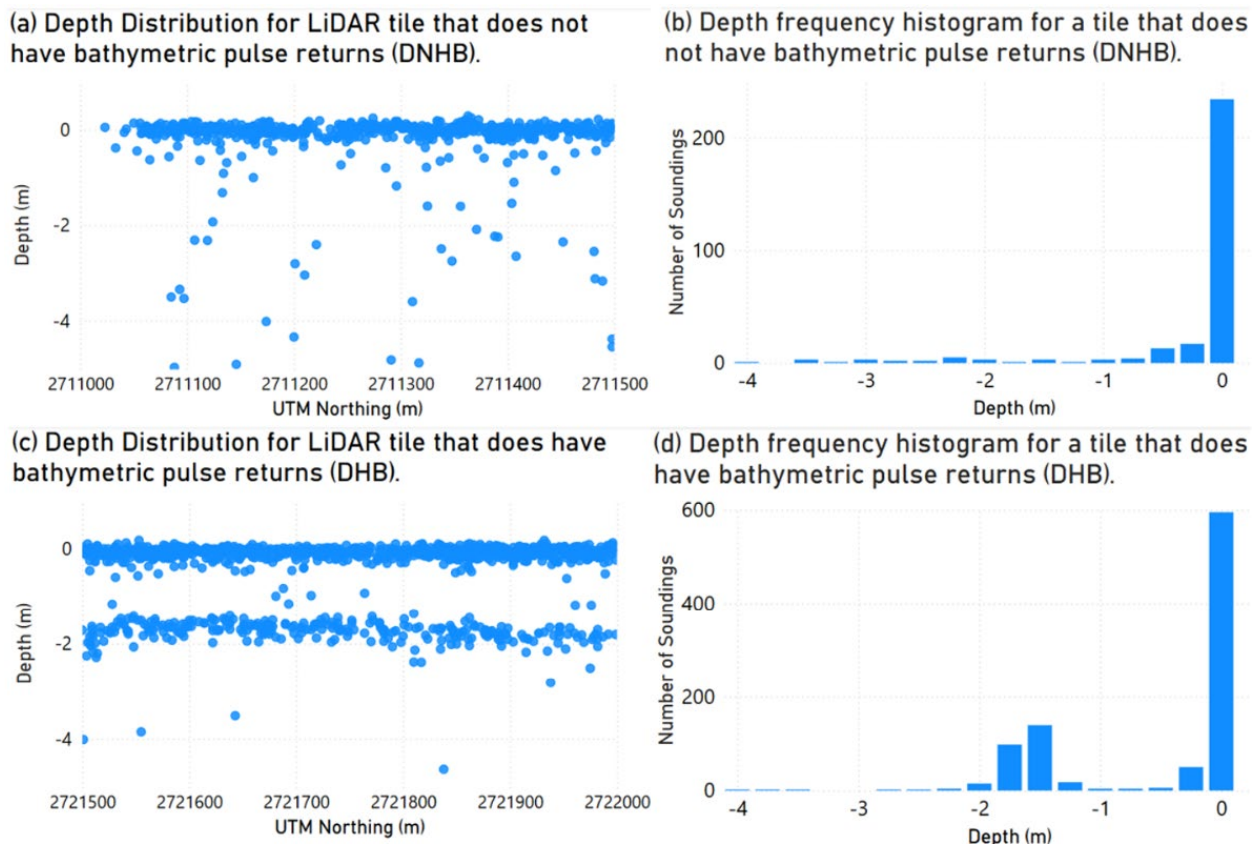 (a) Depth Distribution for LiDAR tile that does not
have bathymetric pulse returns (DNHB).
0
-2
-4
Depth (m)
2711000 2711100 2711200 2711300 2711400 2711500
UTM Northing (m)
(b) Depth frequency histogram for a tile that does
not have bathymetric pulse returns (DNHB).
200
100
0
Number of Soundings
-4 -3 -2 -1 0
Depth (m)
(c) Depth Distribution for LiDAR tile that does have
bathymetric pulse returns (DHB).
0
-2
-4
Depth (m)
2721500 2721600 2721700 2721800 2721900 2722000
UTM Northing (m)
(d) Depth frequency histogram for a tile that does
have bathymetric pulse returns (DHB).
600
400
200
0
Number of Soundings
-4 -3 -2 -1 0
Depth (m)